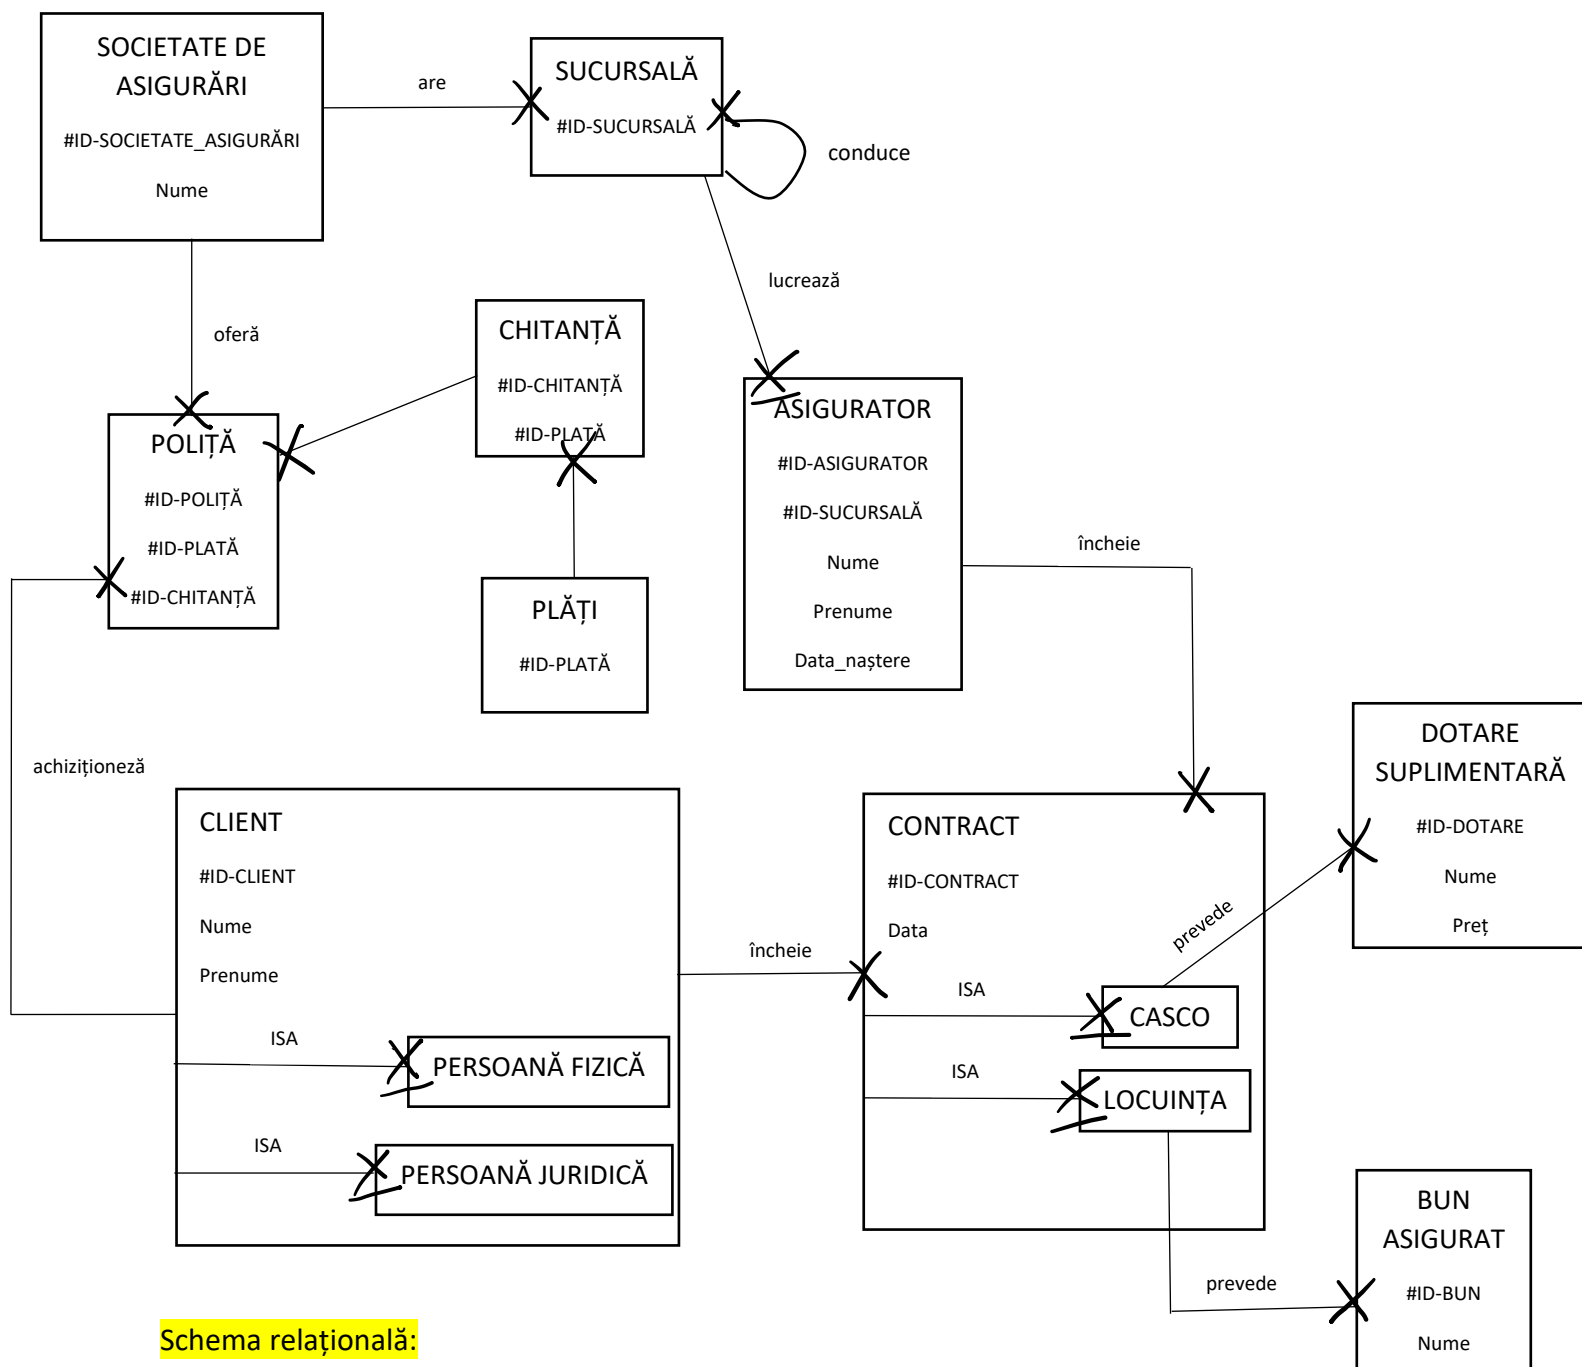 SOCIETATE DE
ASIGURĂRI
#ID-SOCIETATE_ASIGURĂRI
Nume
are
SUCURSALĂ
#ID-SUCURSALĂ
conduce
lucrează
oferă
CHITANȚĂ
#ID-CHITANȚĂ
#ID-PLATĂ
POLIȚĂ
#ID-POLIȚĂ
#ID-PLATĂ
#ID-CHITANȚĂ
PLĂȚI
#ID-PLATĂ
ASIGURATOR
#ID-ASIGURATOR
#ID-SUCURSALĂ
Nume
Prenume
Data_naștere
încheie
achiziționeză
CLIENT
#ID-CLIENT
Nume
Prenume
ISA
PERSOANĂ FIZICĂ
ISA
PERSOANĂ JURIDICĂ
încheie
CONTRACT
#ID-CONTRACT
Data
ISA
CASCO
ISA
LOCUINȚA
prevede
DOTARE
SUPLIMENTARĂ
#ID-DOTARE
Nume
Preț
prevede
BUN
ASIGURAT
#ID-BUN
Nume
Schema relațională: